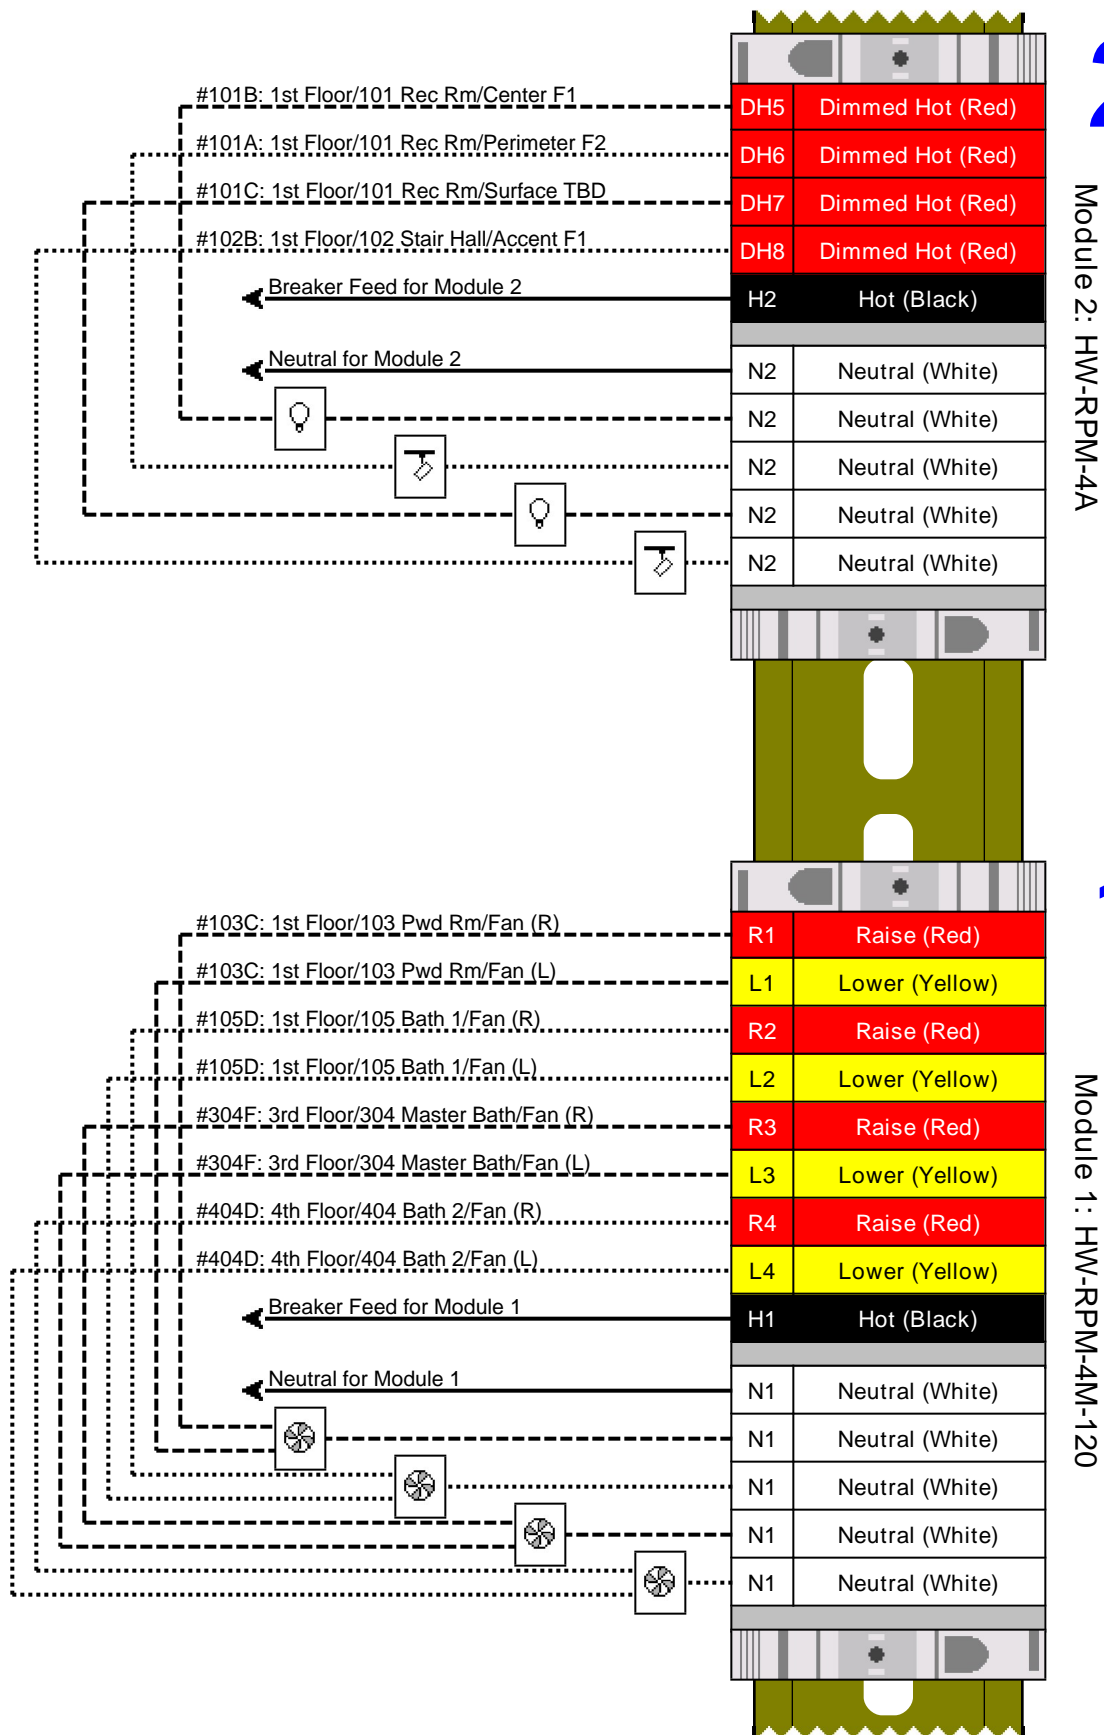 2
#101B: 1st Floor/101 Rec Rm/Center F1
DH5 Dimmed Hot (Red)
#101A: 1st Floor/101 Rec Rm/Perimeter F2
DH6 Dimmed Hot (Red)
#101C: 1st Floor/101 Rec Rm/Surface TBD
DH7 Dimmed Hot (Red)
#102B: 1st Floor/102 Stair Hall/Accent F1
DH8 Dimmed Hot (Red)
Breaker Feed for Module 2
H2 Hot (Black)
Neutral for Module 2
N2 Neutral (White)
N2 Neutral (White)
N2 Neutral (White)
N2 Neutral (White)
N2 Neutral (White)
Module 2: HW-RPM-4A
1
#103C: 1st Floor/103 Pwd Rm/Fan (R)
R1 Raise (Red)
#103C: 1st Floor/103 Pwd Rm/Fan (L)
L1 Lower (Yellow)
#105D: 1st Floor/105 Bath 1/Fan (R)
R2 Raise (Red)
#105D: 1st Floor/105 Bath 1/Fan (L)
L2 Lower (Yellow)
#304F: 3rd Floor/304 Master Bath/Fan (R)
R3 Raise (Red)
#304F: 3rd Floor/304 Master Bath/Fan (L)
L3 Lower (Yellow)
#404D: 4th Floor/404 Bath 2/Fan (R)
R4 Raise (Red)
#404D: 4th Floor/404 Bath 2/Fan (L)
L4 Lower (Yellow)
Breaker Feed for Module 1
H1 Hot (Black)
Neutral for Module 1
N1 Neutral (White)
N1 Neutral (White)
N1 Neutral (White)
N1 Neutral (White)
N1 Neutral (White)
Module 1: HW-RPM-4M-120